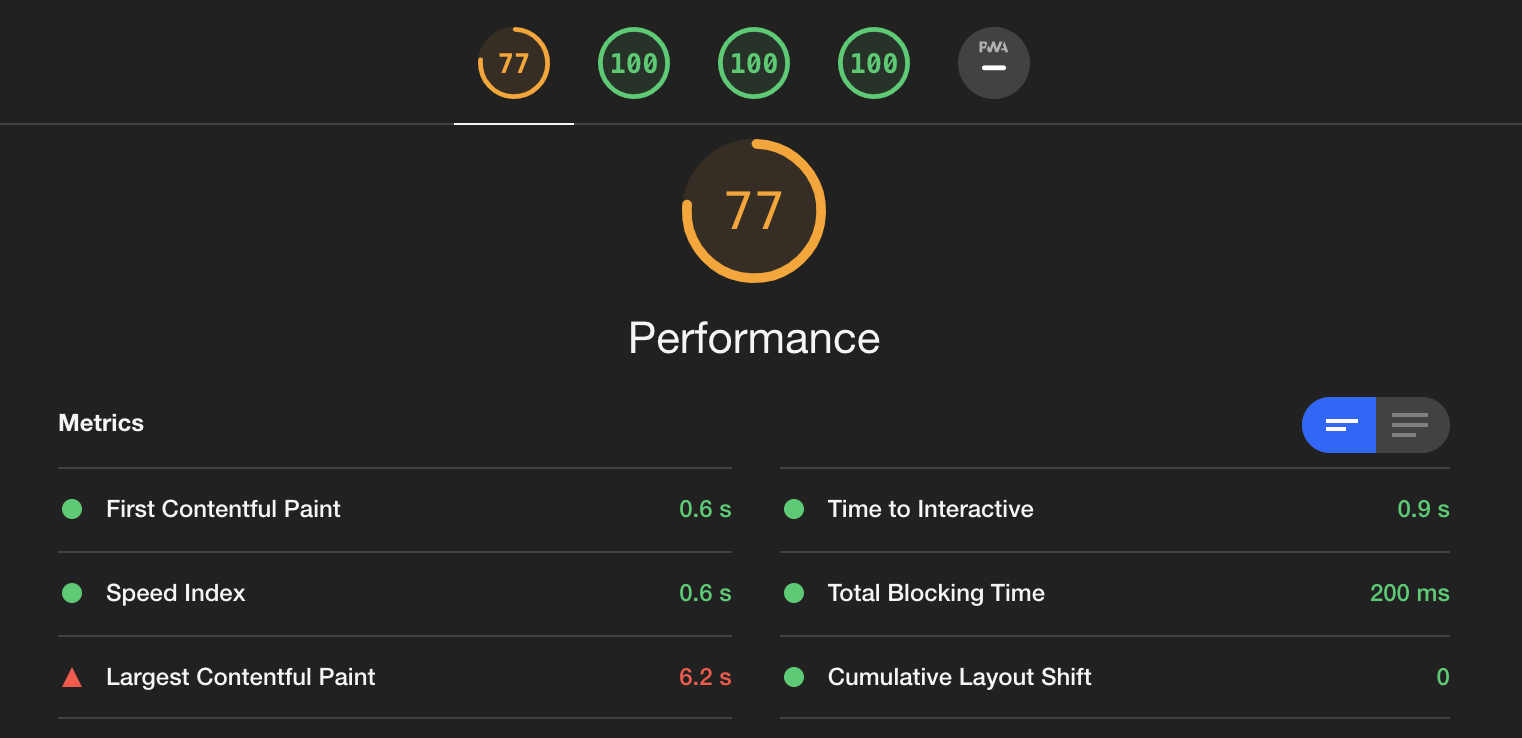 77 100 100 100 PWA
77
Performance
Metrics
First Contentful Paint 0.6 s
Time to Interactive 0.9 s
Speed Index 0.6 s
Total Blocking Time 200 ms
Largest Contentful Paint 6.2 s
Cumulative Layout Shift 0